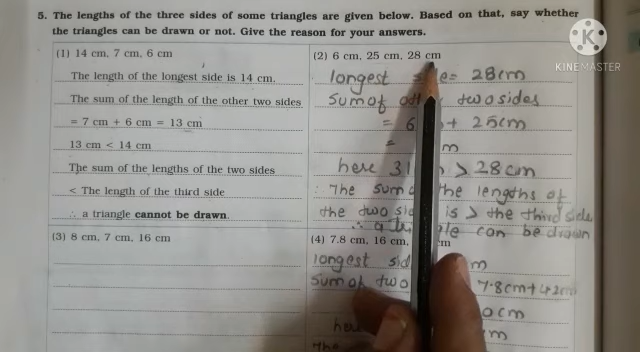 5. The lengths of the three sides of some triangles are given below. Based on that, say whether
the triangles can be drawn or not. Give the reason for your answers.
KINEMASTER
(1) 14 cm, 7 cm, 6 cm
The length of the longest side is 14 cm.
The sum of the length of the other two sides
= 7 cm + 6 cm = 13 cm
13 cm < 14 cm
The sum of the lengths of the two sides
< The length of the third side
∴ a triangle cannot be drawn.
(2) 6 cm, 25 cm, 28 cm
longest = 28cm
Sum of two sides
= 6 + 25cm
=
here 31 > 28cm
∴ The sum the lengths of
the two is > the third side
∴ a can be drawn
(3) 8 cm, 7 cm, 16 cm
(4) 7.8 cm, 16 cm, cm
longest
Sum of two 7.8cm+4.2cm